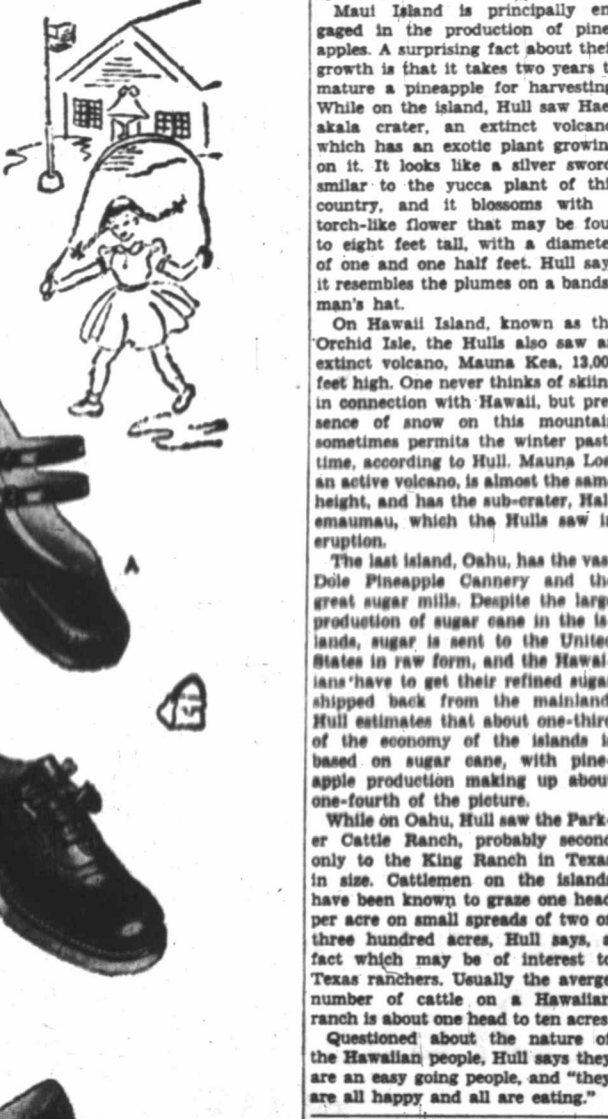 A
Maui Island is principally en
gaged in the production of pine
apples. A surprising fact about their
growth is that it takes two years t
mature a pineapple for harvesting
While on the island, Hull saw Hae
akala crater, an extinct volcano
which has an exotic plant growin
on it. It looks like a silver sword
smilar to the yucca plant of thi
country, and it blossoms with
torch-like flower that may be fou
to eight feet tall, with a diamete
of one and one half feet. Hull say
it resembles the plumes on a bands-
man's hat.
On Hawaii Island, known as th
Orchid Isle, the Hulls also saw a
extinct volcano, Mauna Kea, 13,00
feet high. One never thinks of skiin
in connection with Hawaii, but pre
sence of snow on this mountain
sometimes permits the winter past
time, according to Hull. Mauna Loa
an active volcano, is almost the sam
height, and has the sub-crater, Hal
emaumau, which the Hulls saw in
eruption.
The last island, Oahu, has the vas
Dole Pineapple Cannery and the
great sugar mills. Despite the large
production of sugar cane in the is-
lands, sugar is sent to the United
States in raw form, and the Hawai-
ians have to get their refined sugar
shipped back from the mainland
Hull estimates that about one-third
of the economy of the islands is
based on sugar cane, with pine-
apple production making up about
one-fourth of the picture.
While on Oahu, Hull saw the Park-
er Cattle Ranch, probably second
only to the King Ranch in Texas
in size. Cattlemen on the islands
have been known to graze one head
per acre on small spreads of two or
three hundred acres, Hull says, a
fact which may be of interest to
Texas ranchers. Usually the averge
number of cattle on a Hawaiian
ranch is about one head to ten acres
Questioned about the nature of
the Hawaiian people, Hull says they
are an easy going people, and "they
are all happy and all are eating."